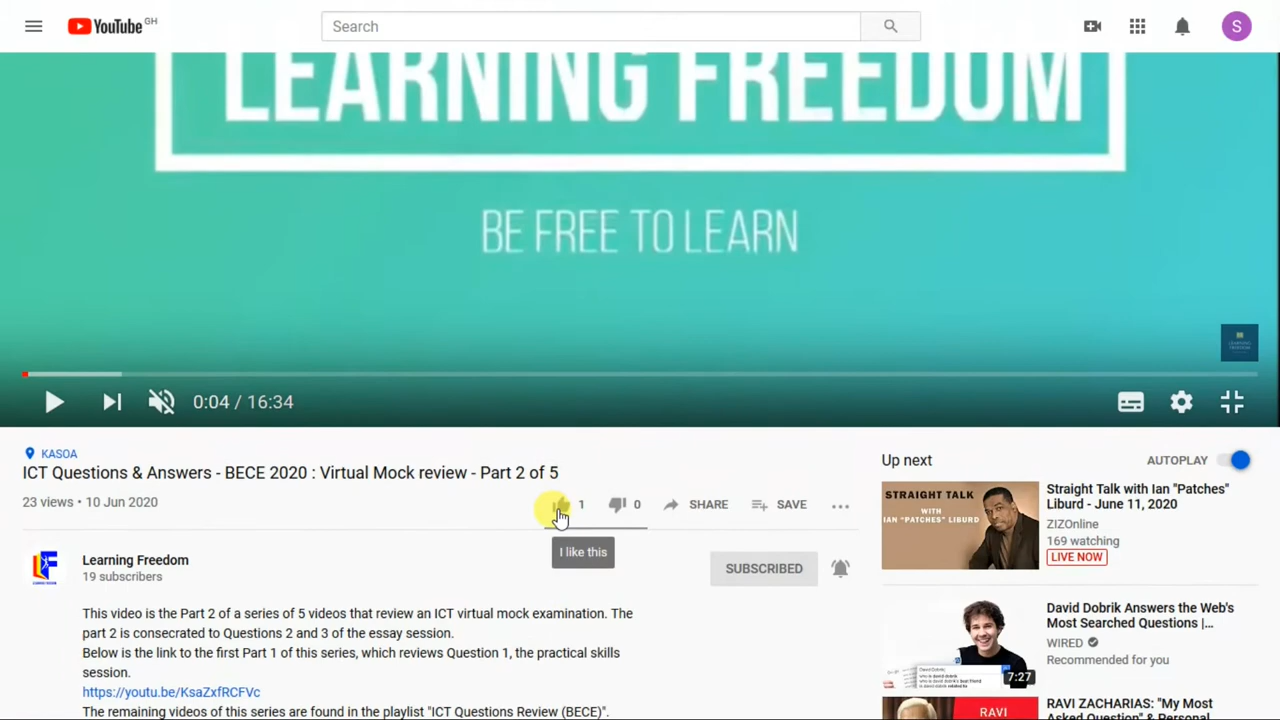 YouTube GH
Search
S
LEARNING FREEDOM
BE FREE TO LEARN
LEARNING
FREEDOM
0:04 / 16:34
KASOA
ICT Questions & Answers - BECE 2020 : Virtual Mock review - Part 2 of 5
23 views • 10 Jun 2020
1
0
SHARE
SAVE
I like this
Learning Freedom
19 subscribers
SUBSCRIBED
This video is the Part 2 of a series of 5 videos that review an ICT virtual mock examination. The
part 2 is consecrated to Questions 2 and 3 of the essay session.
Below is the link to the first Part 1 of this series, which reviews Question 1, the practical skills
session.
https://youtu.be/KsaZxfRCFVc
The remaining videos of this series are found in the playlist "ICT Questions Review (BECE)".
Up next
AUTOPLAY
STRAIGHT TALK
WITH
IAN "PATCHES" LIBURD
Straight Talk with Ian "Patches"
Liburd - June 11, 2020
ZIZOnline
169 watching
LIVE NOW
7:27
David Dobrik Answers the Web's
Most Searched Questions |...
WIRED
Recommended for you
RAVI
RAVI ZACHARIAS: "My Most
Asked Question" & Personal